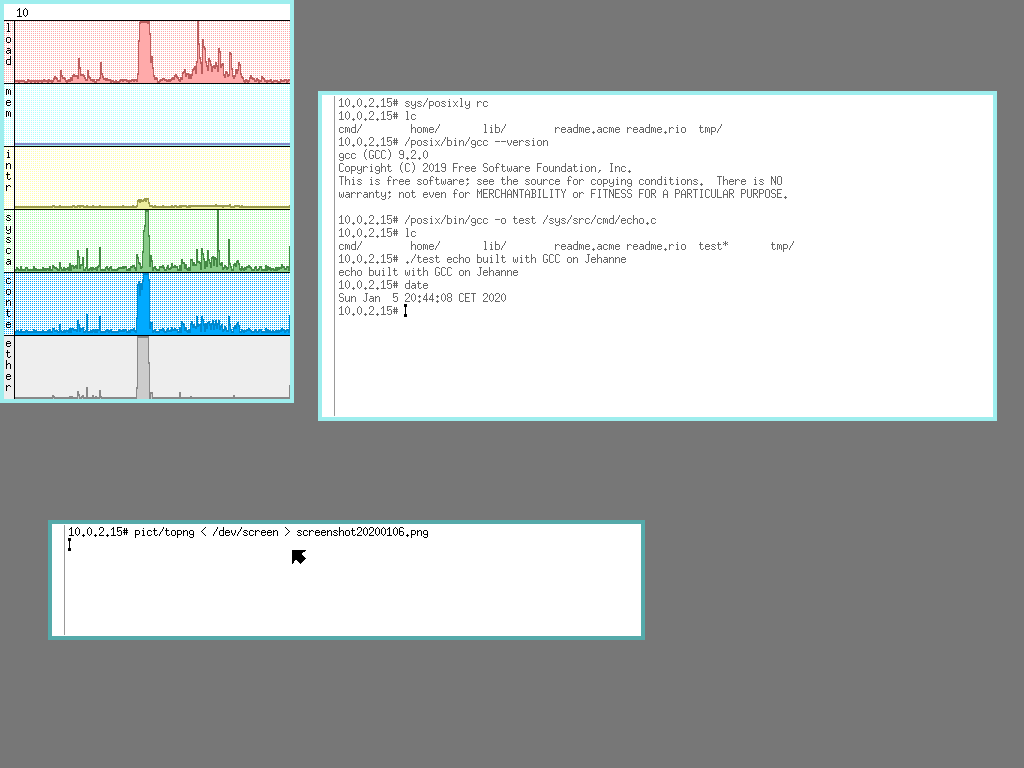 10
load
mem
intr
sysca
conte
ether
10.0.2.15# sys/posixly rc
10.0.2.15# lc
cmd/        home/       lib/        readme.acme readme.rio  tmp/
10.0.2.15# /posix/bin/gcc --version
gcc (GCC) 9.2.0
Copyright (C) 2019 Free Software Foundation, Inc.
This is free software; see the source for copying conditions.  There is NO
warranty; not even for MERCHANTABILITY or FITNESS FOR A PARTICULAR PURPOSE.
10.0.2.15# /posix/bin/gcc -o test /sys/src/cmd/echo.c
10.0.2.15# lc
cmd/        home/       lib/        readme.acme readme.rio  test*       tmp/
10.0.2.15# ./test echo built with GCC on Jehanne
echo built with GCC on Jehanne
10.0.2.15# date
Sun Jan  5 20:44:08 CET 2020
10.0.2.15#
10.0.2.15# pict/topng < /dev/screen > screenshot20200106.png